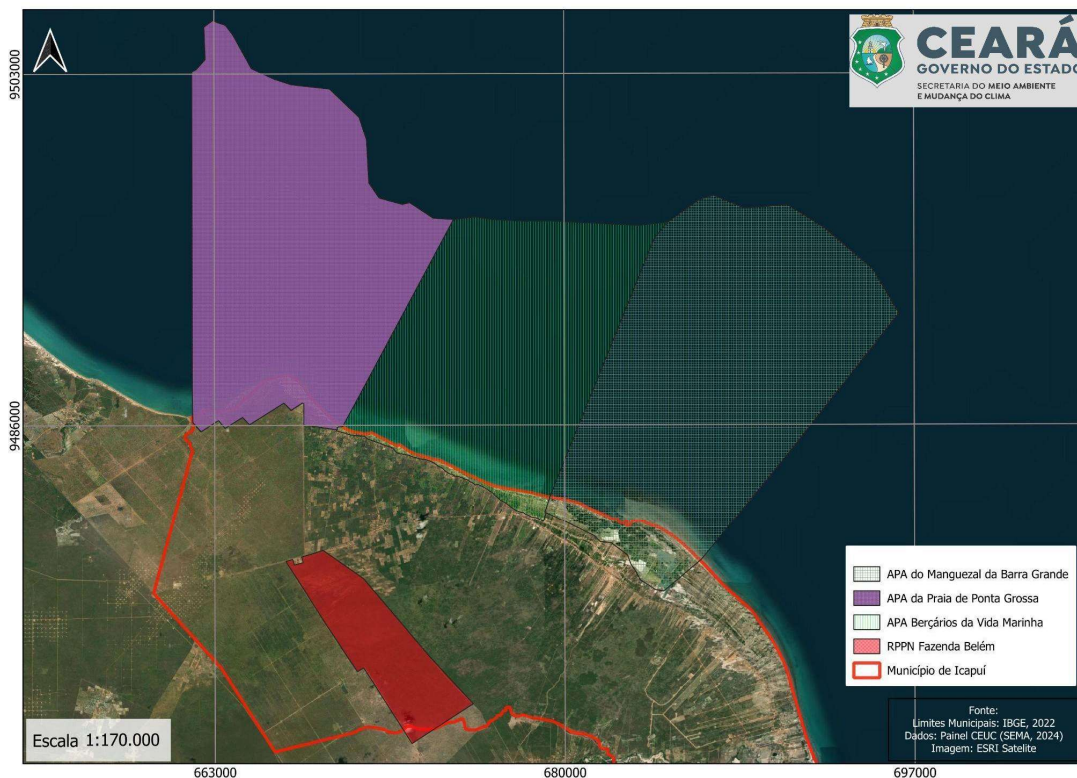 CEARÁ
GOVERNO DO ESTADO
SECRETARIA DO MEIO AMBIENTE
E MUDANÇA DO CLIMA
9503000
9486000
APA do Manguezal da Barra Grande
APA da Praia de Ponta Grossa
APA Berçários da Vida Marinha
RPPN Fazenda Belém
Município de Icapuí
Escala 1:170.000
Fonte:
Limites Municipais: IBGE, 2022
Dados: Painel CEUC (SEMA, 2024)
Imagem: ESRI Satelite
663000
680000
697000